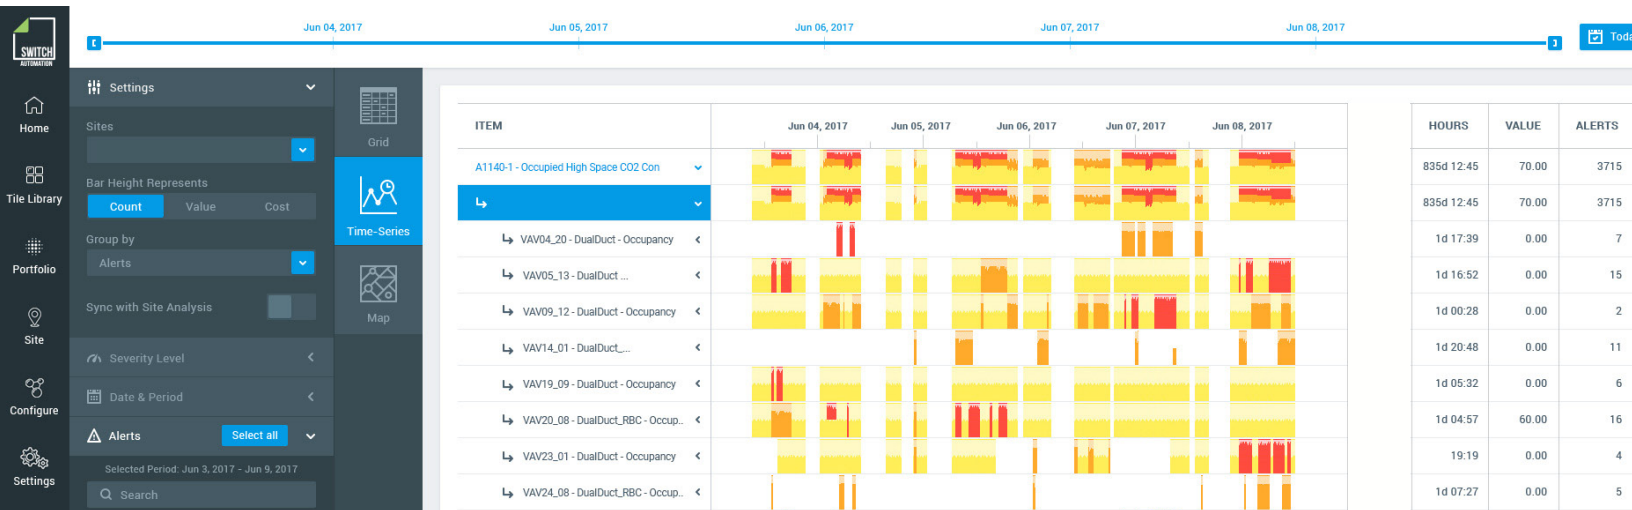 Jun 04, 2017 Jun 05, 2017 Jun 06, 2017 Jun 07, 2017 Jun 08, 2017
SWITCH
AUTOMATION
Home
Tile Library
Portfolio
Site
Configure
Settings
Settings
Sites
Bar Height Represents
Count Value Cost
Group by
Alerts
Sync with Site Analysis
Severity Level
Date & Period
Alerts Select all
Selected Period: Jun 3, 2017 - Jun 9, 2017
Search
Grid
Time-Series
Map
ITEM Jun 04, 2017 Jun 05, 2017 Jun 06, 2017 Jun 07, 2017 Jun 08, 2017 HOURS VALUE ALERTS
A1140-1 - Occupied High Space CO2 Con 835d 12:45 70.00 3715
835d 12:45 70.00 3715
VAV04_20 - DualDuct - Occupancy 1d 17:39 0.00 7
VAV05_13 - DualDuct ... 1d 16:52 0.00 15
VAV09_12 - DualDuct - Occupancy 1d 00:28 0.00 2
VAV14_01 - DualDuct_... 1d 20:48 0.00 11
VAV19_09 - DualDuct - Occupancy 1d 05:32 0.00 6
VAV20_08 - DualDuct_RBC - Occup.. 1d 04:57 60.00 16
VAV23_01 - DualDuct - Occupancy 19:19 0.00 4
VAV24_08 - DualDuct_RBC - Occup.. 1d 07:27 0.00 5